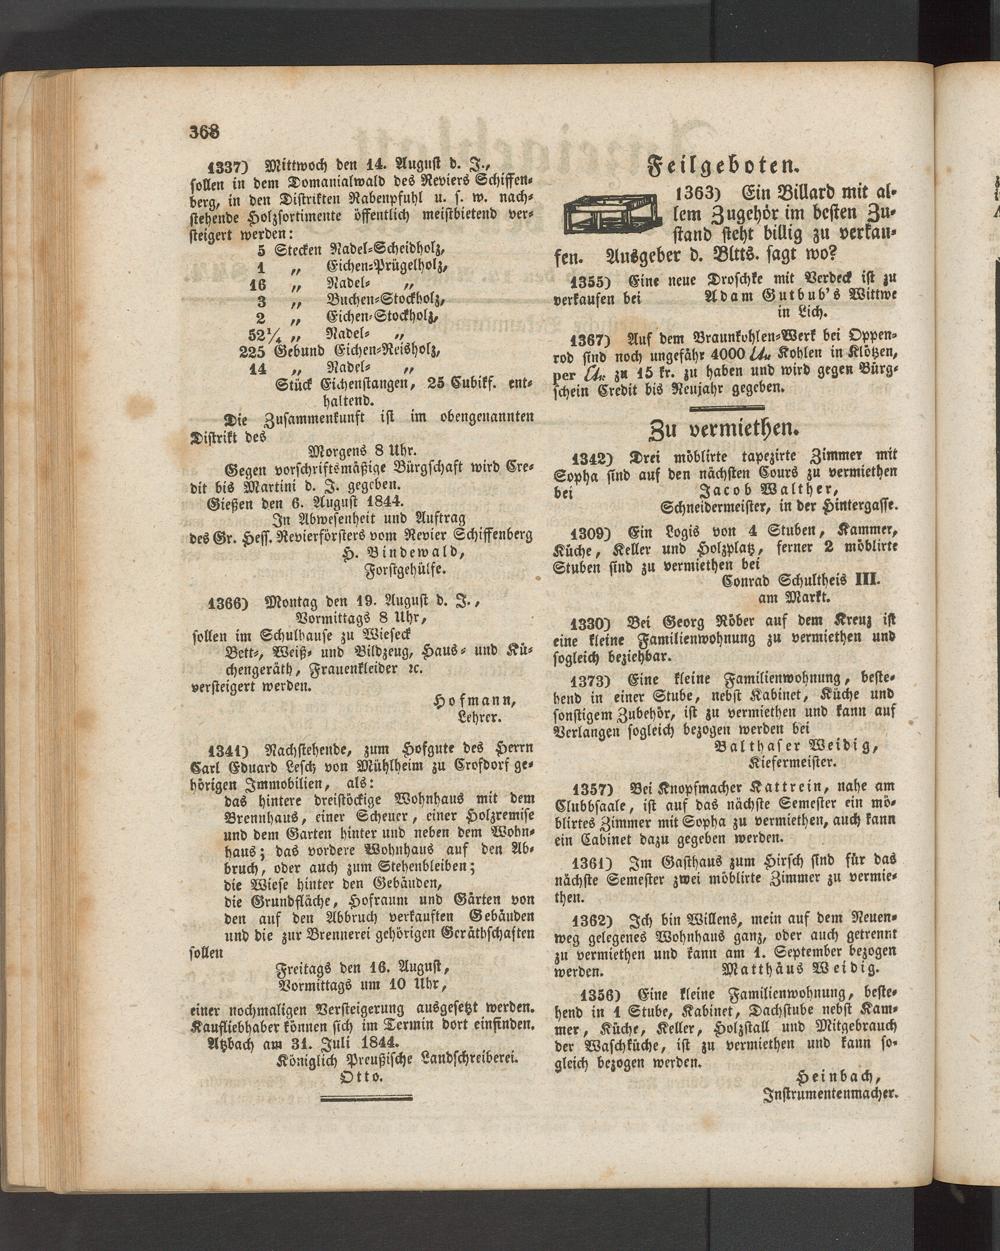 368
1337) Mittwoch den 14. August d. J.,
sollen in dem Domanialwald des Reviers Schiffen-
berg, in den Distrikten Rabenpfuhl u. s. w. nach-
stehende Holzsortimente öffentlich meistbietend ver-
steigert werden:
5 Stecken Nadel-Scheidholz,
1 „ Eichen-Prügelholz,
16 „ Nadel- „
3 „ Buchen-Stockholz,
2 „ Eichen-Stockholz,
52¼ „ Nadel- „
225 Gebund Eichen-Reisholz,
14 „ Nadel- „
Stück Eichenstangen, 25 Cubikf. ent-
haltend.
Die Zusammenkunft ist im obengenannten
Distrikt des
Morgens 8 Uhr.
Gegen vorschriftsmäßige Bürgschaft wird Cre-
dit bis Martini d. J. gegeben.
Gießen den 6. August 1844.
In Abwesenheit und Auftrag
des Gr. Hess. Revierförsters vom Revier Schiffenberg
H. Bindewald,
Forstgehülfe.
1366) Montag den 19. August d. J.,
Vormittags 8 Uhr,
sollen im Schulhause zu Wieseck
Bett-, Weiß- und Bildzeug, Haus- und Kü-
chengeräth, Frauenkleider ꝛc.
versteigert werden.
Hofmann,
Lehrer.
1341) Nachstehende, zum Hofgute des Herrn
Carl Eduard Lesch von Mühlheim zu Crofdorf ge-
hörigen Immobilien, als:
das hintere dreistöckige Wohnhaus mit dem
Brennhaus, einer Scheuer, einer Holzremise
und dem Garten hinter und neben dem Wohn-
haus; das vordere Wohnhaus auf den Ab-
bruch, oder auch zum Stehenbleiben;
die Wiese hinter den Gebäuden,
die Grundfläche, Hofraum und Gärten von
den auf den Abbruch verkauften Gebäuden
und die zur Brennerei gehörigen Geräthschaften
sollen
Freitags den 16. August,
Vormittags um 10 Uhr,
einer nochmaligen Versteigerung ausgesetzt werden.
Kaufliebhaber können sich im Termin dort einfinden.
Atzbach am 31. Juli 1844.
Königlich Preußische Landschreiberei.
Otto.
Feilgeboten.
1363) Ein Billard mit al-
lem Zugehör im besten Zu-
stand steht billig zu verkau-
fen. Ausgeber d. Bltts. sagt wo?
1355) Eine neue Droschke mit Verdeck ist zu
verkaufen bei Adam Gutbub's Wittwe
in Lich.
1367) Auf dem Braunkohlen-Werk bei Oppen-
rod sind noch ungefähr 4000 Ctr. Kohlen in Klötzen,
per Ctr. zu 15 kr. zu haben und wird gegen Bürg-
schein Credit bis Neujahr gegeben.
Zu vermiethen.
1342) Drei möblirte tapezirte Zimmer mit
Sopha sind auf den nächsten Cours zu vermiethen
bei Jacob Walther,
Schneidermeister, in der Hintergasse.
1309) Ein Logis von 4 Stuben, Kammer,
Küche, Keller und Holzplatz, ferner 2 möblirte
Stuben sind zu vermiethen bei
Conrad Schultheis III.
am Markt.
1330) Bei Georg Röber auf dem Kreuz ist
eine kleine Familienwohnung zu vermiethen und
sogleich beziehbar.
1373) Eine kleine Familienwohnung, beste-
hend in einer Stube, nebst Kabinet, Küche und
sonstigem Zubehör, ist zu vermiethen und kann auf
Verlangen sogleich bezogen werden bei
Balthaser Weidig,
Kiefermeister.
1357) Bei Knopfmacher Kattrein, nahe am
Clubbsaale, ist auf das nächste Semester ein mö-
blirtes Zimmer mit Sopha zu vermiethen, auch kann
ein Cabinet dazu gegeben werden.
1361) Im Gasthaus zum Hirsch sind für das
nächste Semester zwei möblirte Zimmer zu vermie-
then.
1362) Ich bin Willens, mein auf dem Neuen-
weg gelegenes Wohnhaus ganz, oder auch getrennt
zu vermiethen und kann am 1. September bezogen
werden. Matthäus Weidig.
1356) Eine kleine Familienwohnung, beste-
hend in 1 Stube, Kabinet, Dachstube nebst Kam-
mer, Küche, Keller, Holzstall und Mitgebrauch
der Waschküche, ist zu vermiethen und kann so-
gleich bezogen werden.
Heinbach,
Instrumentenmacher.